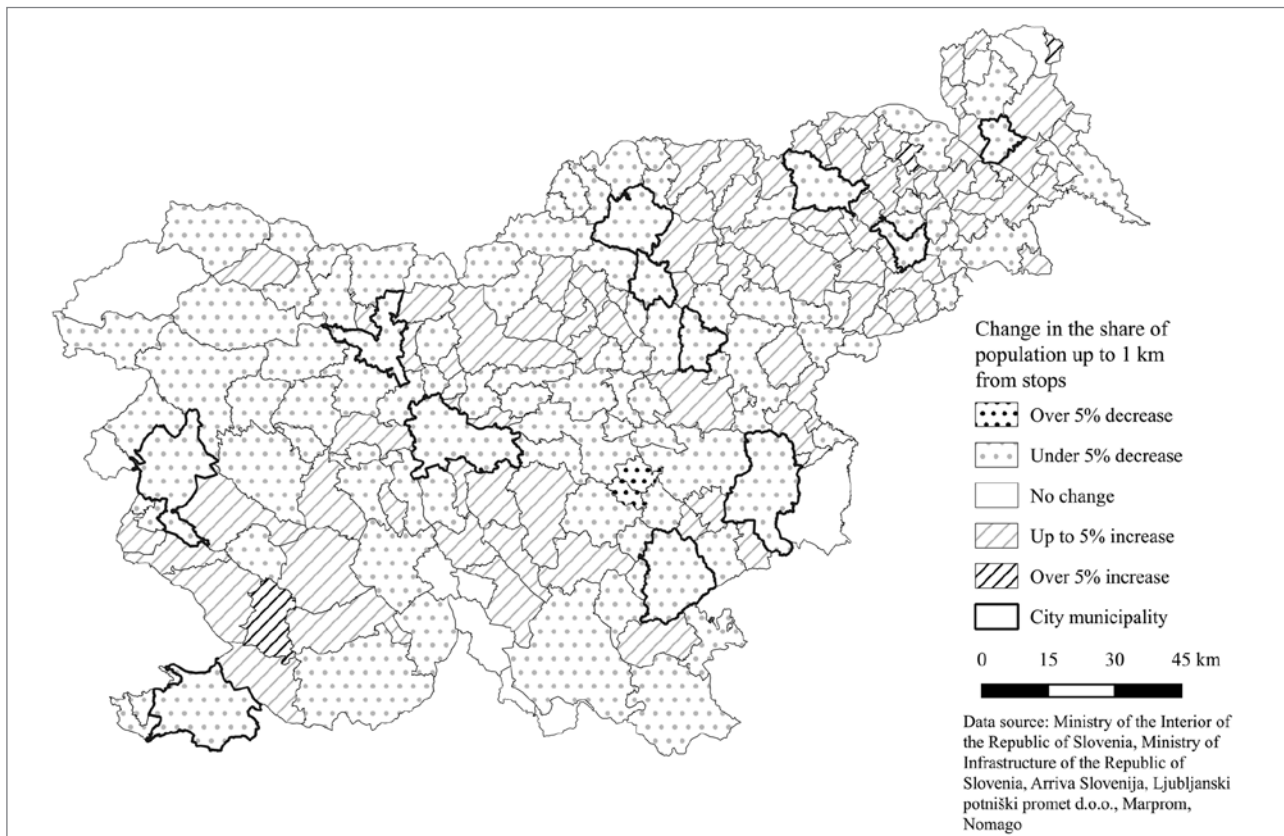 Change in the share of
population up to 1 km
from stops
Over 5% decrease
Under 5% decrease
No change
Up to 5% increase
Over 5% increase
City municipality
0 15 30 45 km
Data source: Ministry of the Interior of
the Republic of Slovenia, Ministry of
Infrastructure of the Republic of
Slovenia, Arriva Slovenija, Ljubljanski
potniški promet d.o.o., Marprom,
Nomago